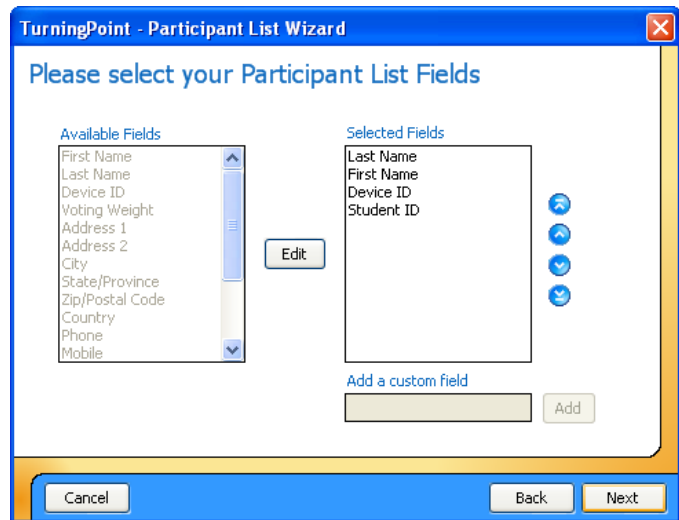 TurningPoint - Participant List Wizard
Please select your Participant List Fields
Available Fields
First Name
Last Name
Device ID
Voting Weight
Address 1
Address 2
City
State/Province
Zip/Postal Code
Country
Phone
Mobile
Edit
Selected Fields
Last Name
First Name
Device ID
Student ID
Add a custom field
Add
Cancel
Back
Next